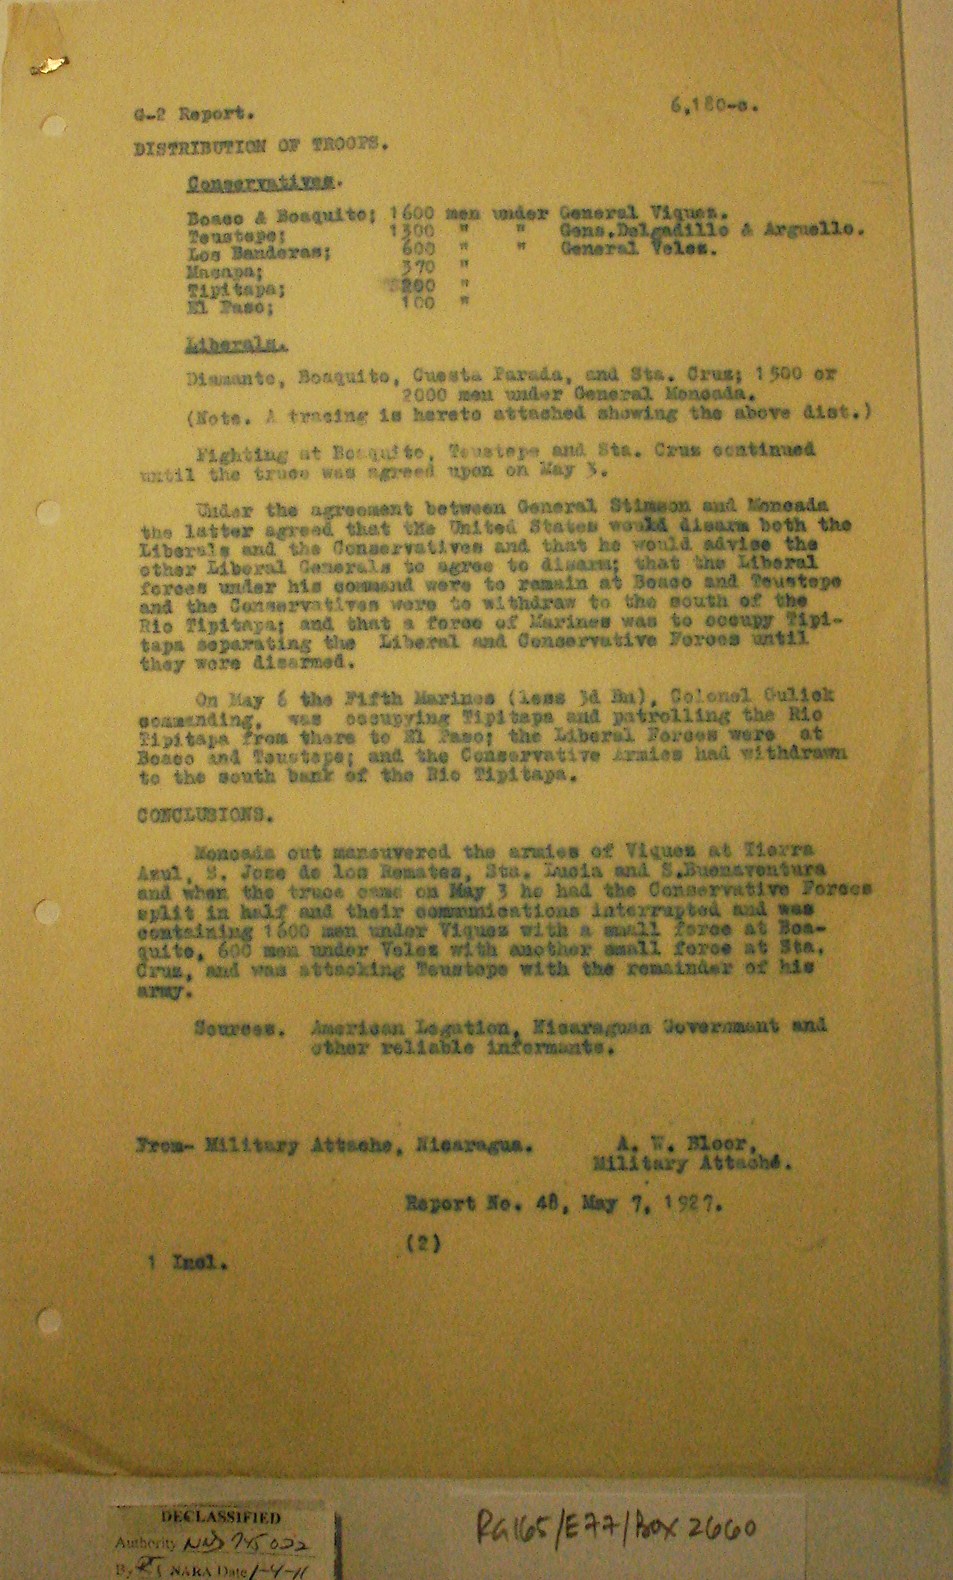 G-2 Report. 6,180-c.
DISTRIBUTION OF TROOPS.
Conservatives.
Boaco & Boaquito; 1600 men under General Viquez.
Teustepe; 1300 " " Gens.Delgadillo & Arguello.
Los Banderas; 600 " " General Velez.
Masapa; 370 "
Tipitapa; 200 "
El Paso; 100 "
Liberals.
Diamante, Boaquito, Cuesta Parada, and Sta. Cruz; 1500 or
2000 men under General Moncada.
(Note. A tracing is hereto attached showing the above dist.)
Fighting at Boaquito, Teustepe and Sta. Cruz continued
until the truce was agreed upon on May 3.
Under the agreement between General Stimson and Moncada
the latter agreed that the United States would disarm both the
Liberals and the Conservatives and that he would advise the
other Liberal Generals to agree to disarm; that the Liberal
forces under his command were to remain at Boaco and Teustepe
and the Conservatives were to withdraw to the south of the
Rio Tipitapa; and that a force of Marines was to occupy Tipi-
tapa separating the Liberal and Conservative Forces until
they were disarmed.
On May 6 the Fifth Marines (less 3d Bn), Colonel Gulick
commanding, was occupying Tipitapa and patrolling the Rio
Tipitapa from there to El Paso; the Liberal Forces were at
Boaco and Teustepe; and the Conservative Armies had withdrawn
to the south bank of the Rio Tipitapa.
CONCLUSIONS.
Moncada out maneuvered the armies of Viquez at Tierra
Azul, S. Jose de los Remates, Sta. Lucia and S.Buenaventura
and when the truce came on May 3 he had the Conservative Forces
split in half and their communications interrupted and was
containing 1600 men under Viquez with a small force at Boa-
quito, 600 men under Velez with another small force at Sta.
Cruz, and was attacking Teustepe with the remainder of his
army.
Sources. American Legation, Nicaraguan Government and
other reliable informants.
From- Military Attache, Nicaragua. A. W. Bloor,
Military Attaché.
Report No. 48, May 7, 1927.
(2)
1 Incl.
DECLASSIFIED
Authority NND 745022
By RT NARA Date 1-4-11
RG165/E77/Box 2660